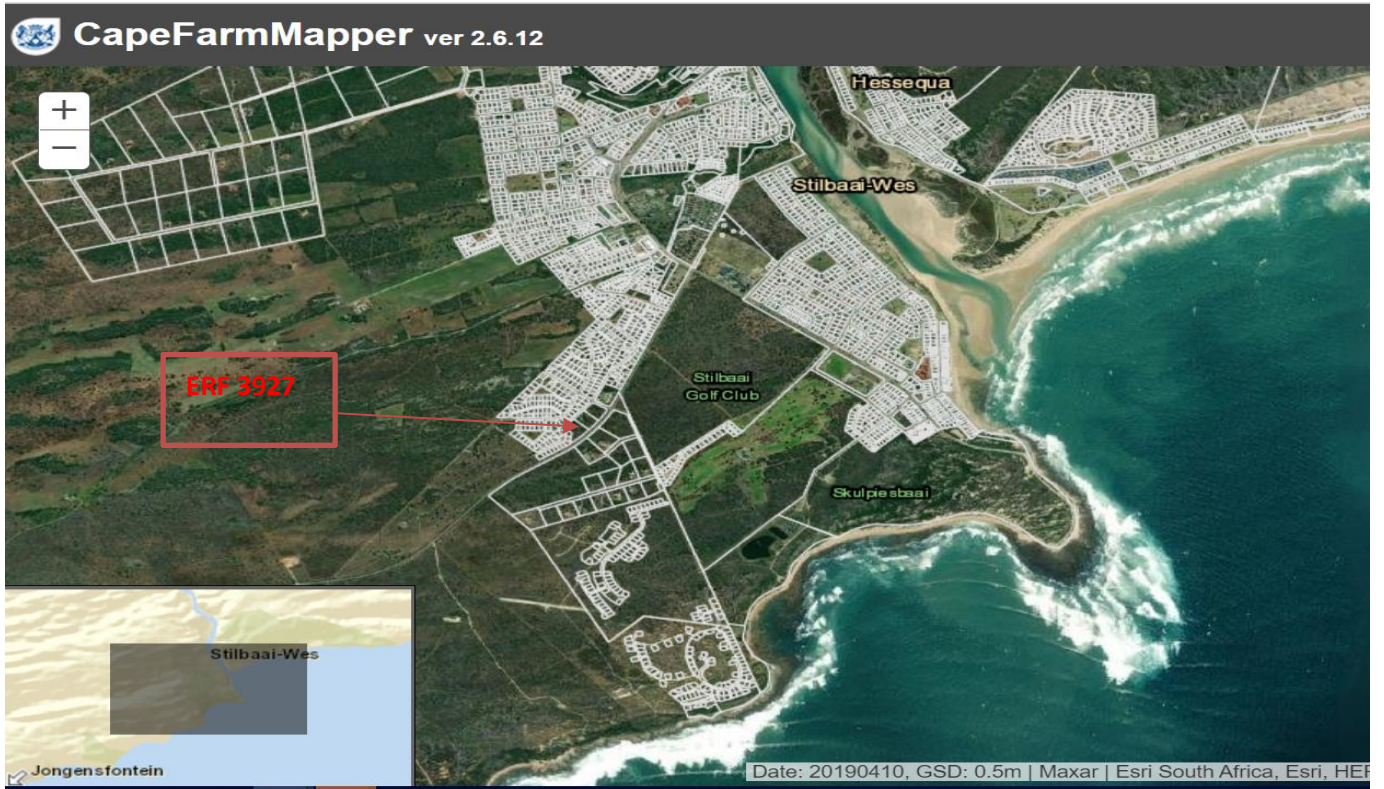 CapeFarmMapper ver 2.6.12
+
−
Hessequa
Stilbaai-Wes
ERF 3927
Stilbaai
Golf Club
Skulpiesbaai
Stilbaai-Wes
Jongensfontein
Date: 20190410, GSD: 0.5m | Maxar | Esri South Africa, Esri, HER